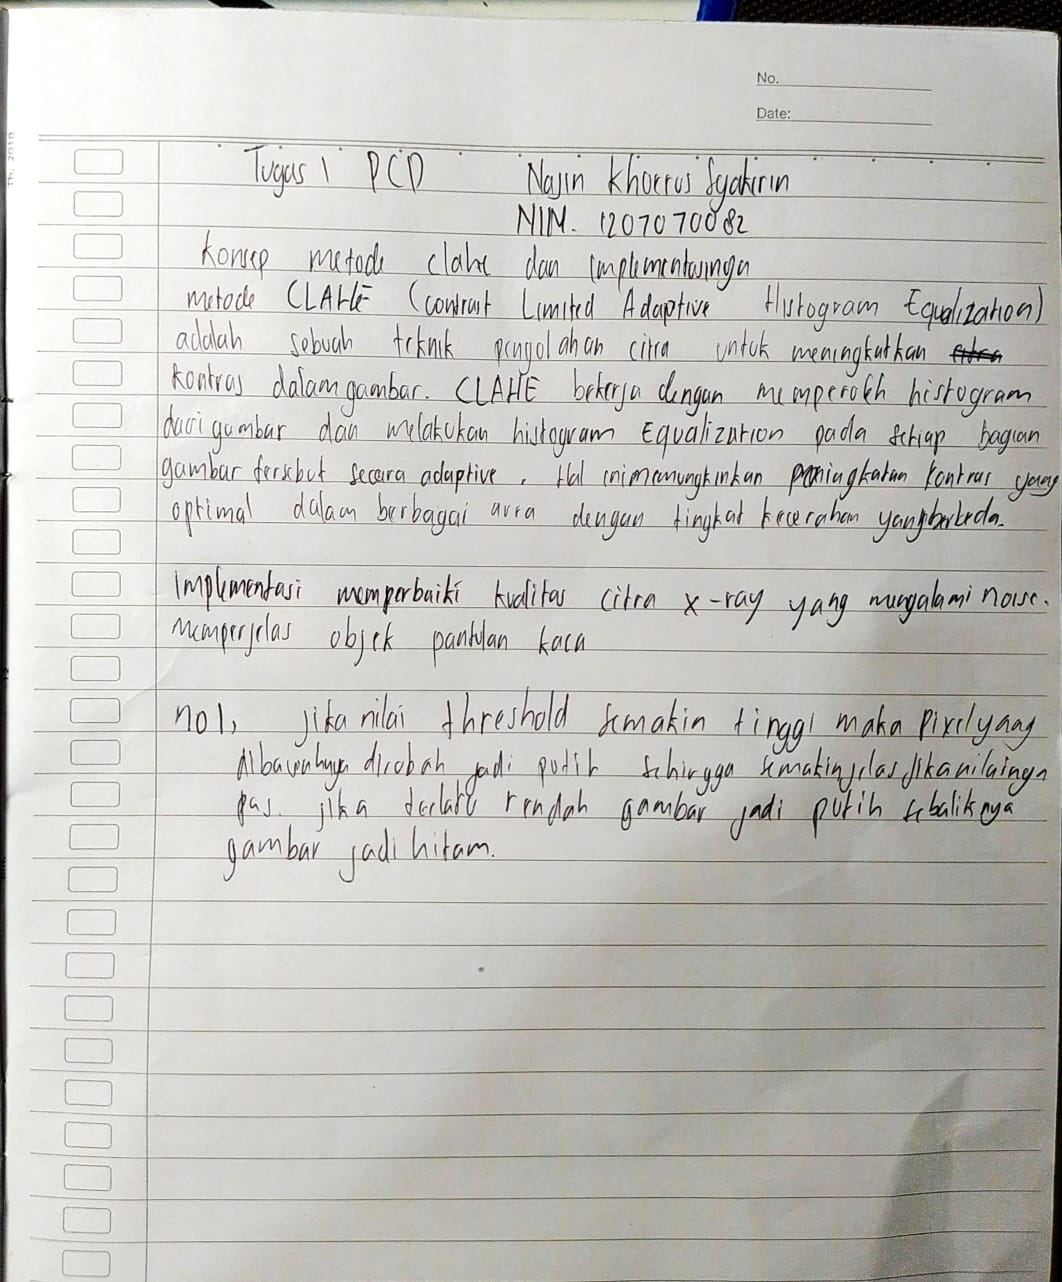 No.
Date:
Tugas 1 PCD Najin Khoerus Syakirin
NIM. 1207070082
Konsep metode clahe dan implementasinya
metode CLAHE (contrast Limited Adaptive Histogram Equalization)
adalah sebuah teknik pengolahan citra untuk meningkatkan citra
kontras dalam gambar. CLAHE bekerja dengan memperoleh histogram
dari gambar dan melakukan histogram Equalization pada setiap bagian
gambar tersebut secara adaptive. Hal ini memungkinkan peningkatan kontras yang
optimal dalam berbagai area dengan tingkat kecerahan yang berbeda.
Implementasi memperbaiki kualitas citra x-ray yang mengalami noise.
Memperjelas objek pantulan kaca
no 1, Jika nilai threshold semakin tinggi maka pixel yang
dibawahnya dirobah jadi putih sehingga semakin jelas jika nilainya
pas. jika terlalu rendah gambar jadi putih sebaliknya
gambar jadi hitam.